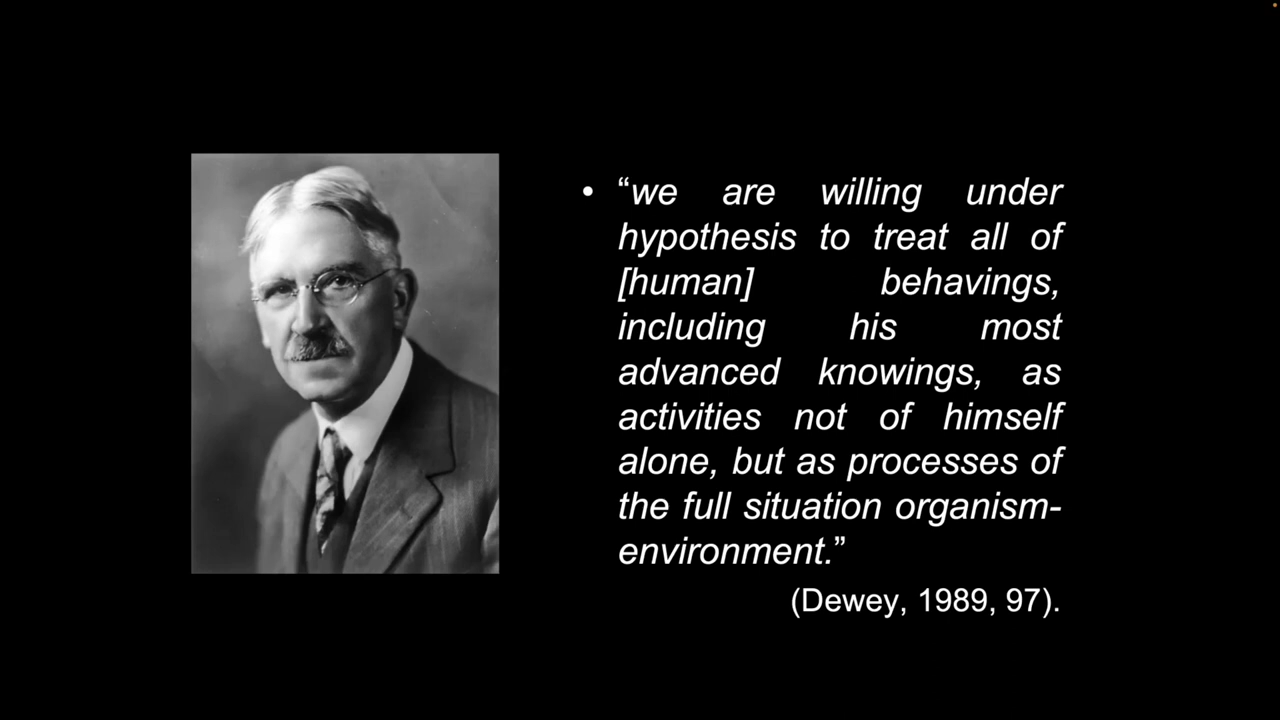 • “we are willing under
hypothesis to treat all of
[human] behavings,
including his most
advanced knowings, as
activities not of himself
alone, but as processes of
the full situation organism-
environment.”
(Dewey, 1989, 97).